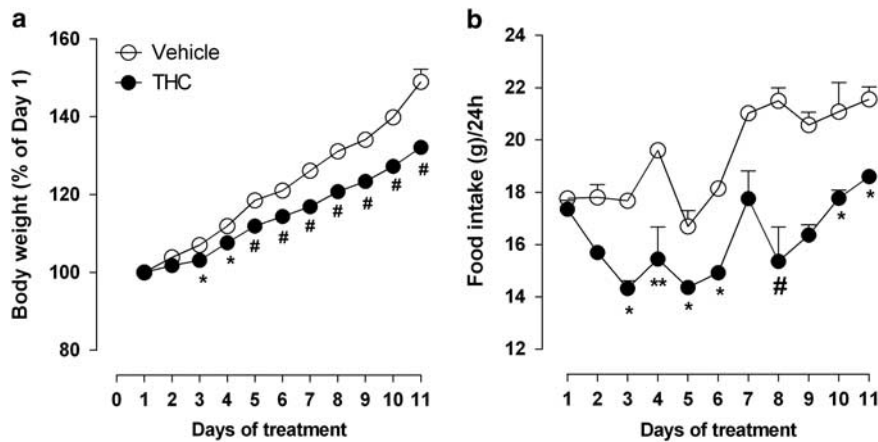 a
Body weight (% of Day 1)
160
140
120
100
80
Vehicle
THC
* * # # # # # # #
0 1 2 3 4 5 6 7 8 9 10 11
Days of treatment
b
Food intake (g)/24h
24
22
20
18
16
14
12
* ** * * # * *
1 2 3 4 5 6 7 8 9 10 11
Days of treatment